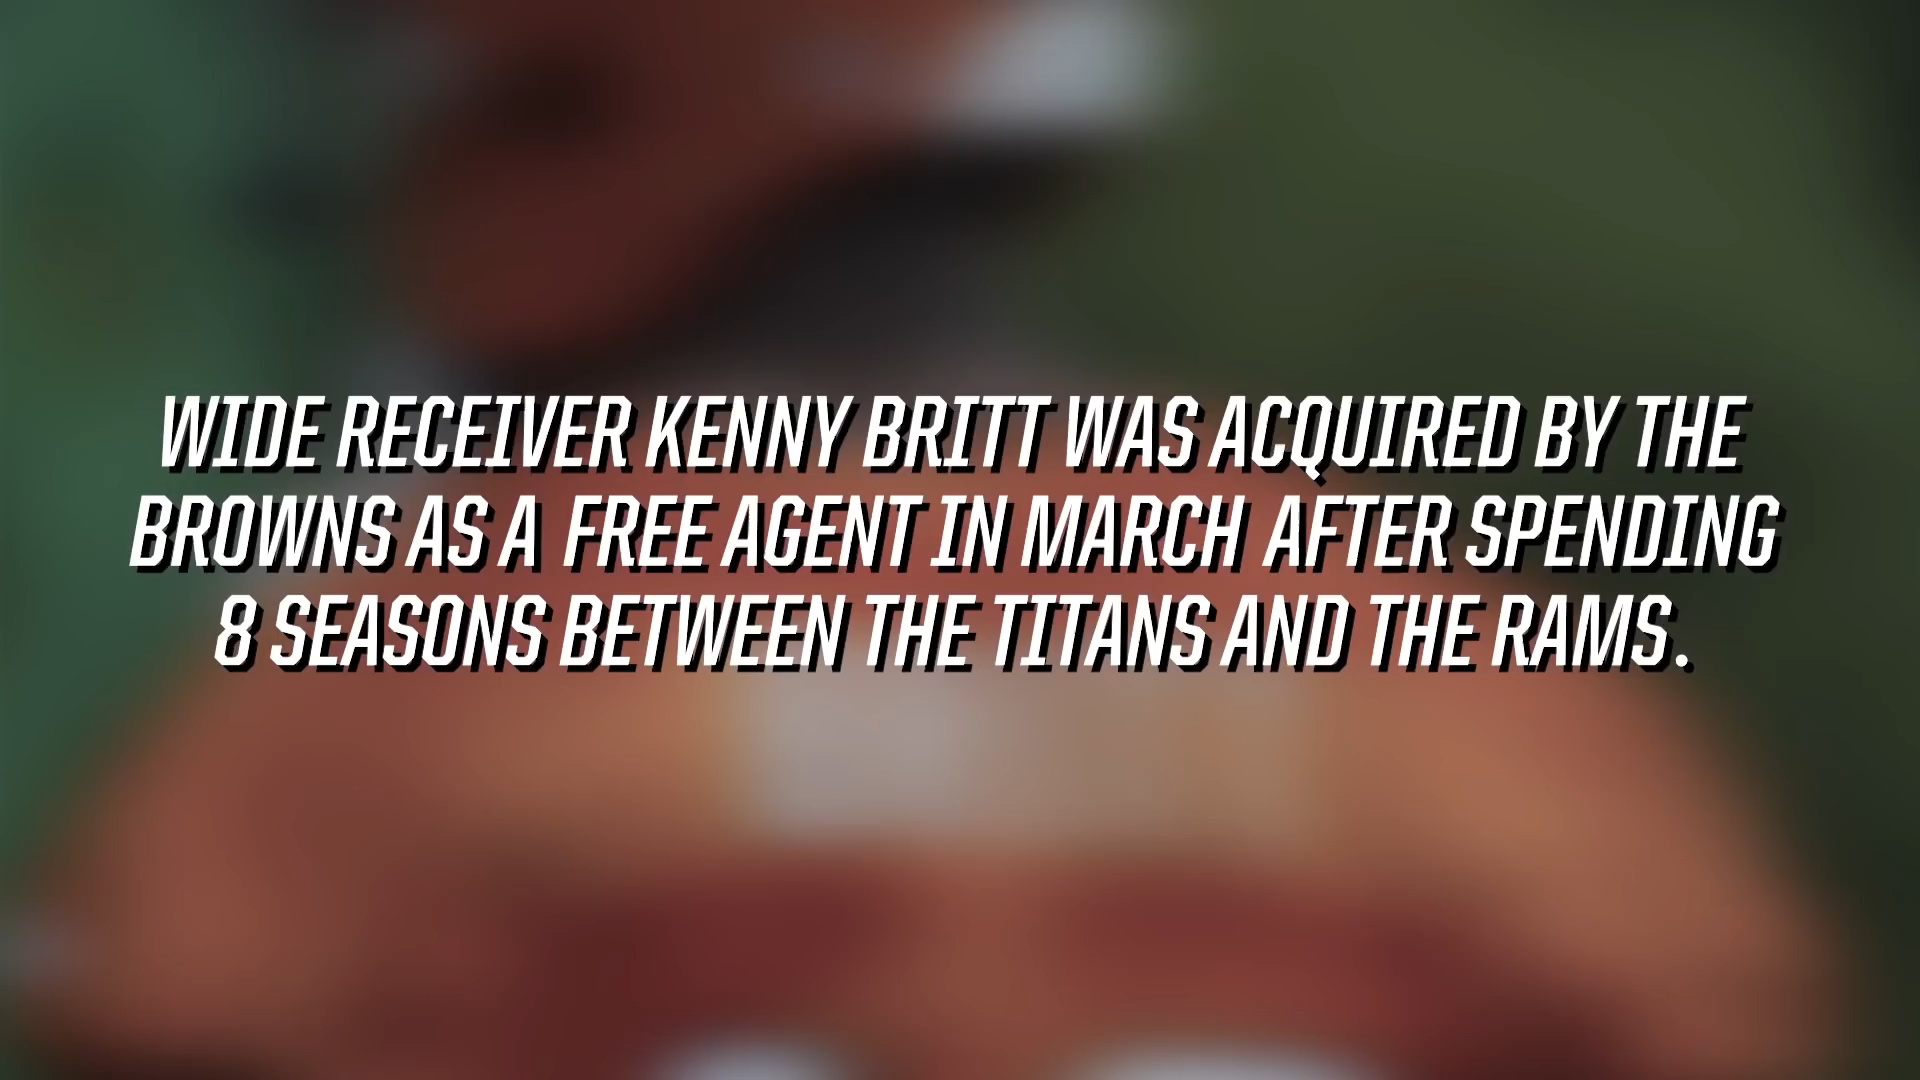 WIDE RECEIVER KENNY BRITT WAS ACQUIRED BY THE
BROWNS AS A FREE AGENT IN MARCH AFTER SPENDING
8 SEASONS BETWEEN THE TITANS AND THE RAMS.